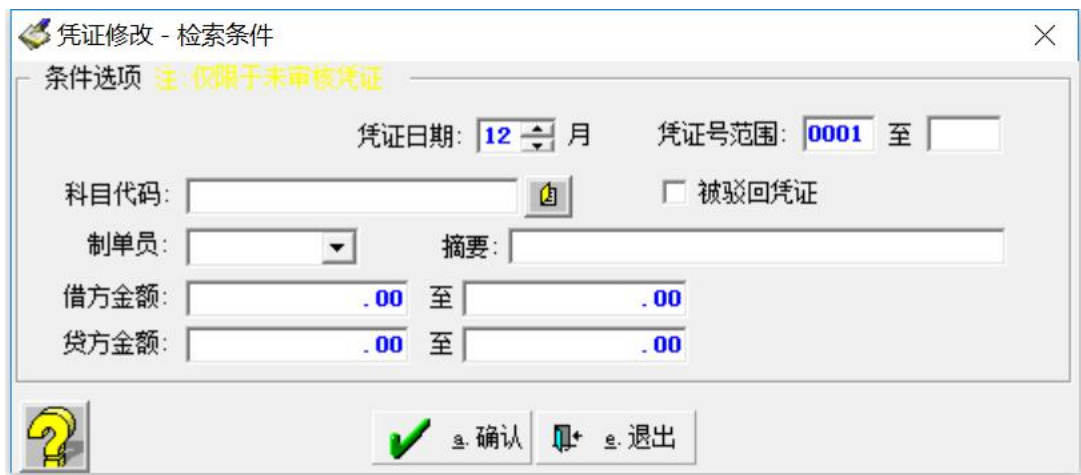 凭证修改 - 检索条件
条件选项 注:仅限于未审核凭证
凭证日期: 12 月 凭证号范围: 0001 至
科目代码: 被驳回凭证
制单员: 摘要:
借方金额: .00 至 .00
贷方金额: .00 至 .00
a.确认 e.退出